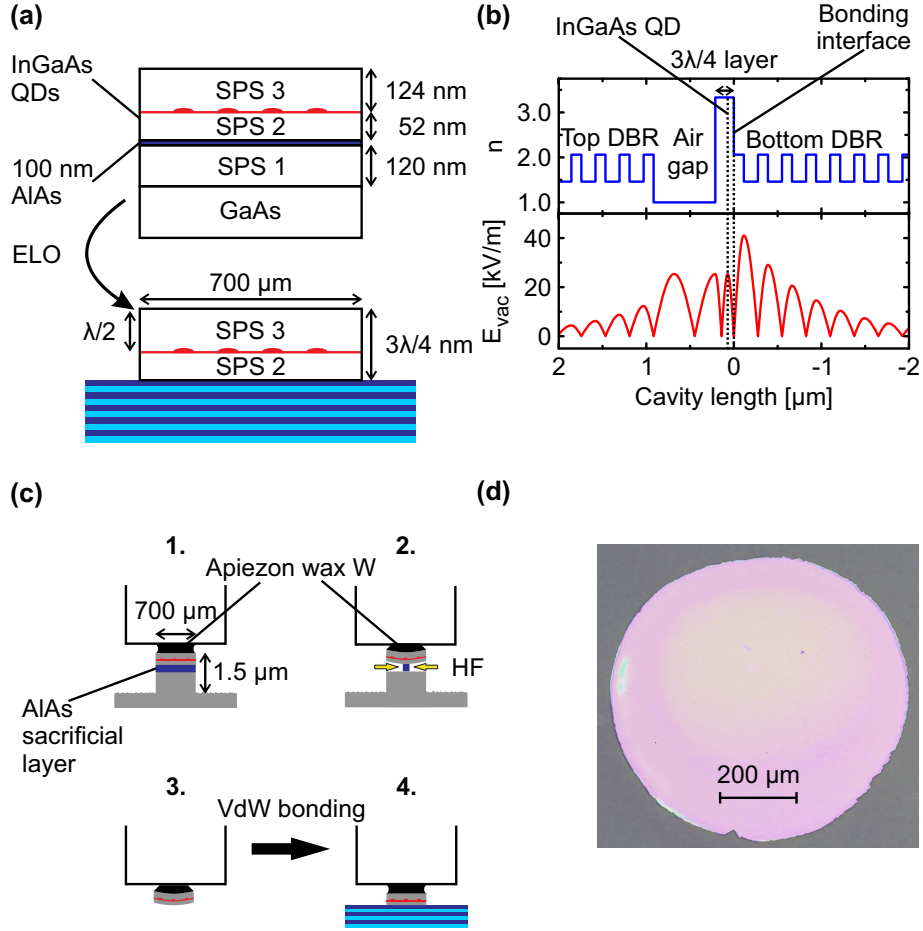 (a)
InGaAs
QDs
SPS 3
SPS 2
124 nm
52 nm
100 nm
AlAs
SPS 1
120 nm
GaAs
ELO
700 µm
λ/2
SPS 3
SPS 2
3λ/4 nm
(b)
InGaAs QD
Bonding
interface
3λ/4 layer
n
3.0
2.0
1.0
Top DBR
Air
gap
Bottom DBR
Evac [kV/m]
40
20
0
2 1 0 -1 -2
Cavity length [µm]
(c)
1.
2.
Apiezon wax W
700 µm
1.5 µm
HF
AlAs
sacrificial
layer
3.
4.
VdW bonding
(d)
200 µm